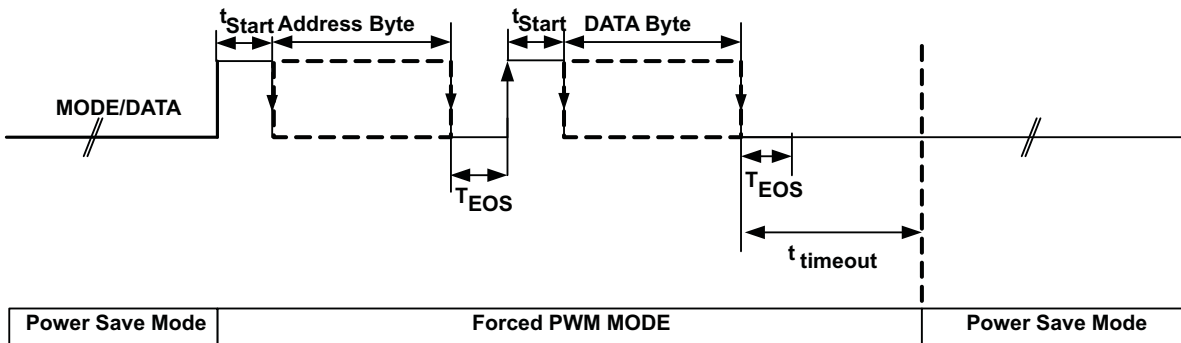 tStart Address Byte
tStart DATA Byte
MODE/DATA
TEOS
TEOS
t timeout
Power Save Mode
Forced PWM MODE
Power Save Mode